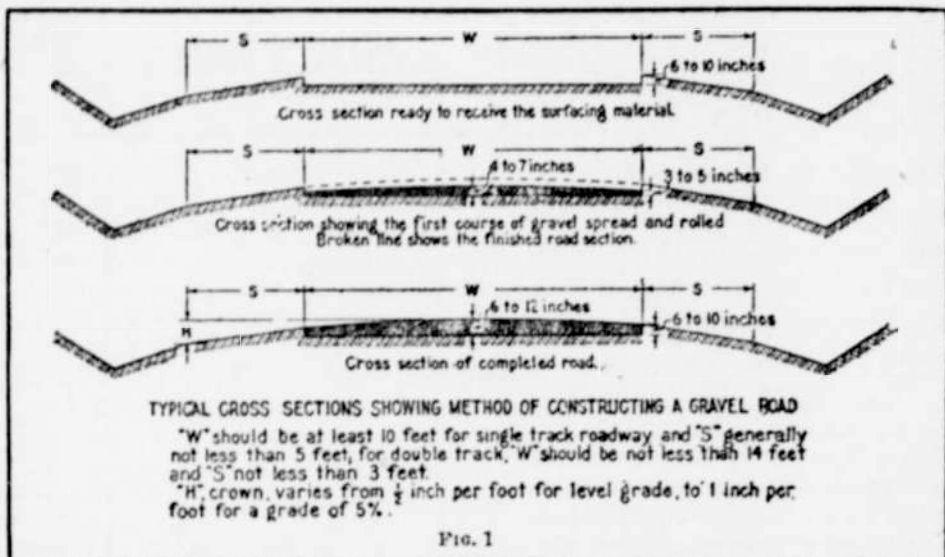 S W S
6 to 10 inches
Cross section ready to receive the surfacing material.
S W S
4 to 7 inches 3 to 5 inches
Cross section showing the first course of gravel spread and rolled
Broken line shows the finished road section.
S W S
6 to 12 inches 6 to 10 inches
H
Cross section of completed road.
TYPICAL CROSS SECTIONS SHOWING METHOD OF CONSTRUCTING A GRAVEL ROAD
"W" should be at least 10 feet for single track roadway and "S" generally
not less than 5 feet, for double track, "W" should be not less than 14 feet
and "S" not less than 3 feet.
"H", crown, varies from ½ inch per foot for level grade, to 1 inch per
foot for a grade of 5%.
FIG. 1